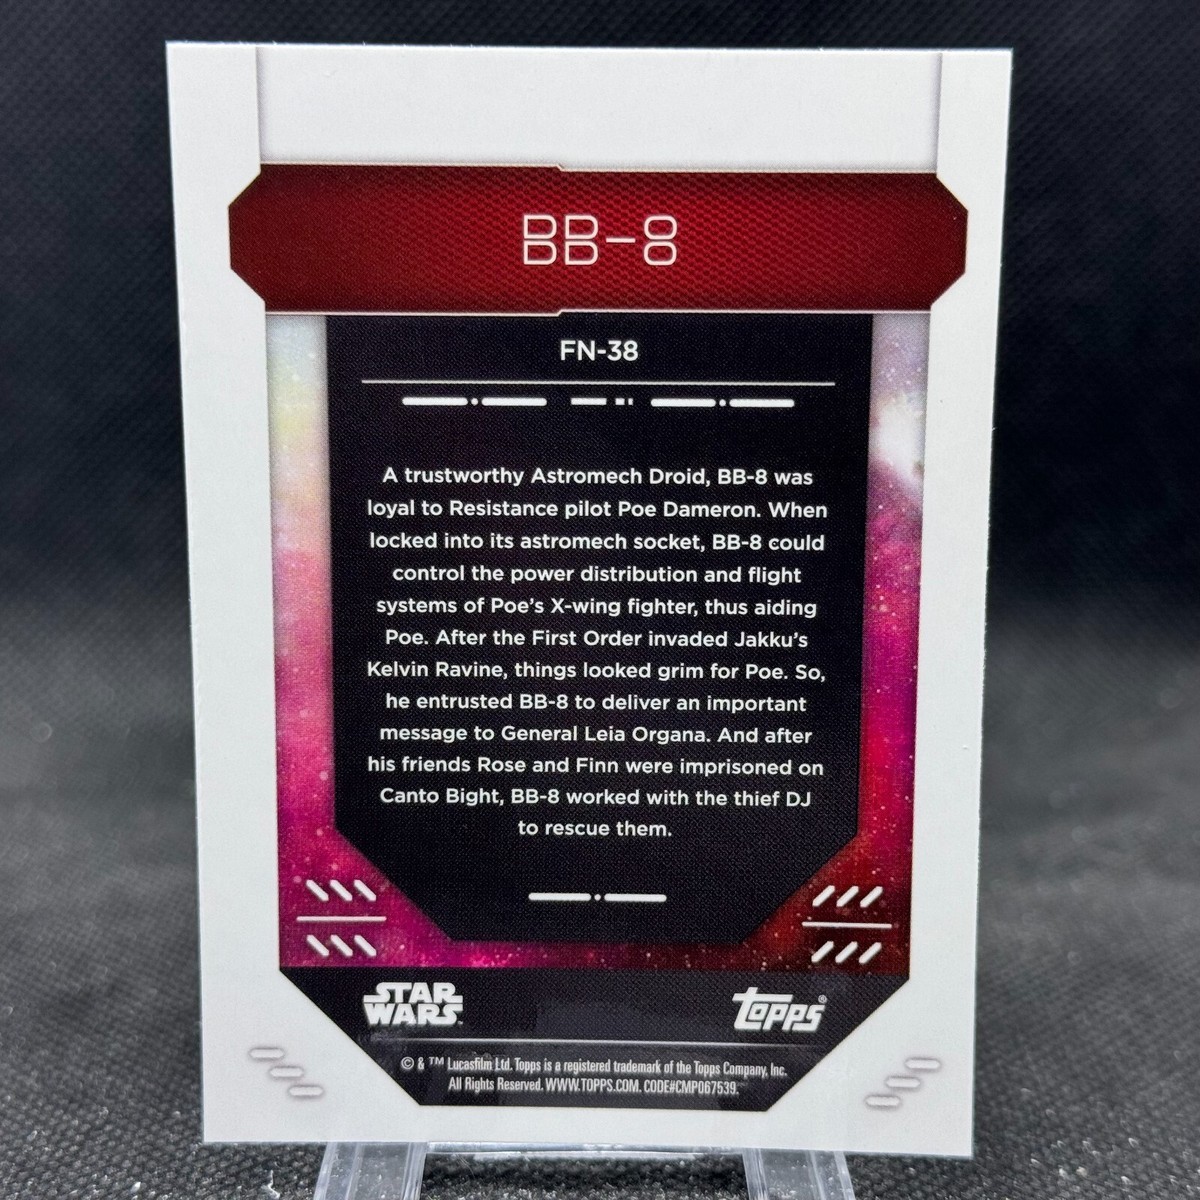 BB-8
FN-38
A trustworthy Astromech Droid, BB-8 was
loyal to Resistance pilot Poe Dameron. When
locked into its astromech socket, BB-8 could
control the power distribution and flight
systems of Poe's X-wing fighter, thus aiding
Poe. After the First Order invaded Jakku's
Kelvin Ravine, things looked grim for Poe. So,
he entrusted BB-8 to deliver an important
message to General Leia Organa. And after
his friends Rose and Finn were imprisoned on
Canto Bight, BB-8 worked with the thief DJ
to rescue them.
STAR WARS™
topps®
© & ™ Lucasfilm Ltd. Topps is a registered trademark of the Topps Company, Inc.
All Rights Reserved. WWW.TOPPS.COM. CODE#CMP067539.